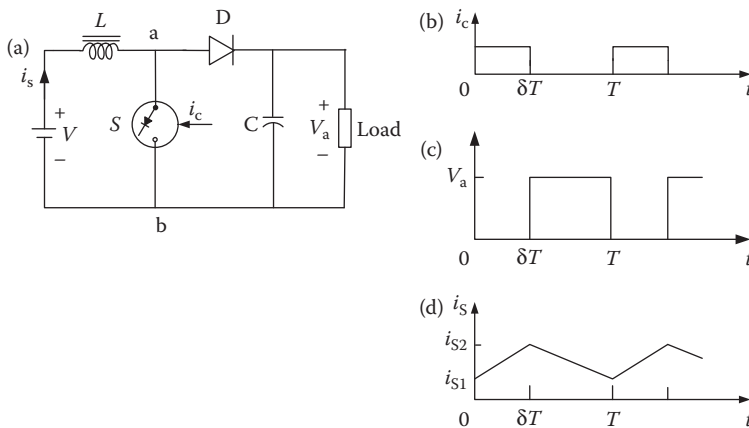 (a)
L
a
D
i_s
+
V
−
S
i_c
C
+
V_a
−
Load
b
(b)
i_c
0
δT
T
t
(c)
V_a
0
δT
T
t
(d)
i_S
i_S2
i_S1
0
δT
T
t